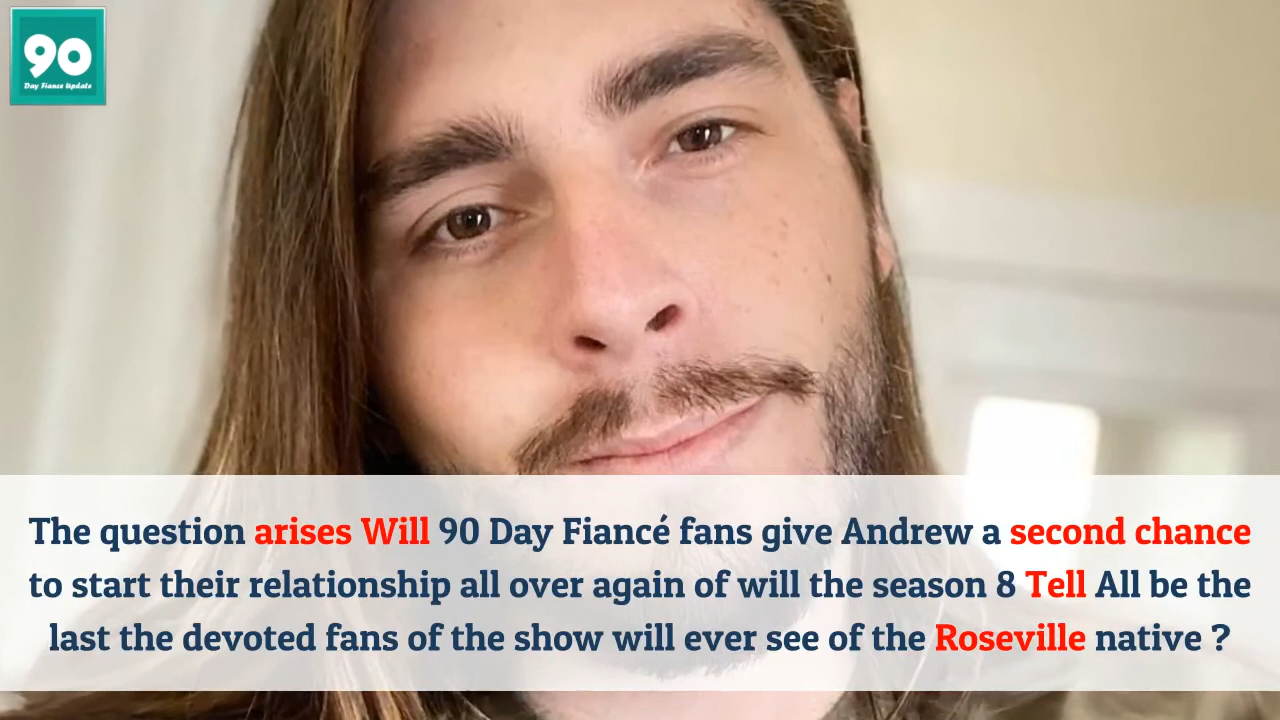 90
Day Fiance Update
The question arises Will 90 Day Fiancé fans give Andrew a second chance
to start their relationship all over again of will the season 8 Tell All be the
last the devoted fans of the show will ever see of the Roseville native ?